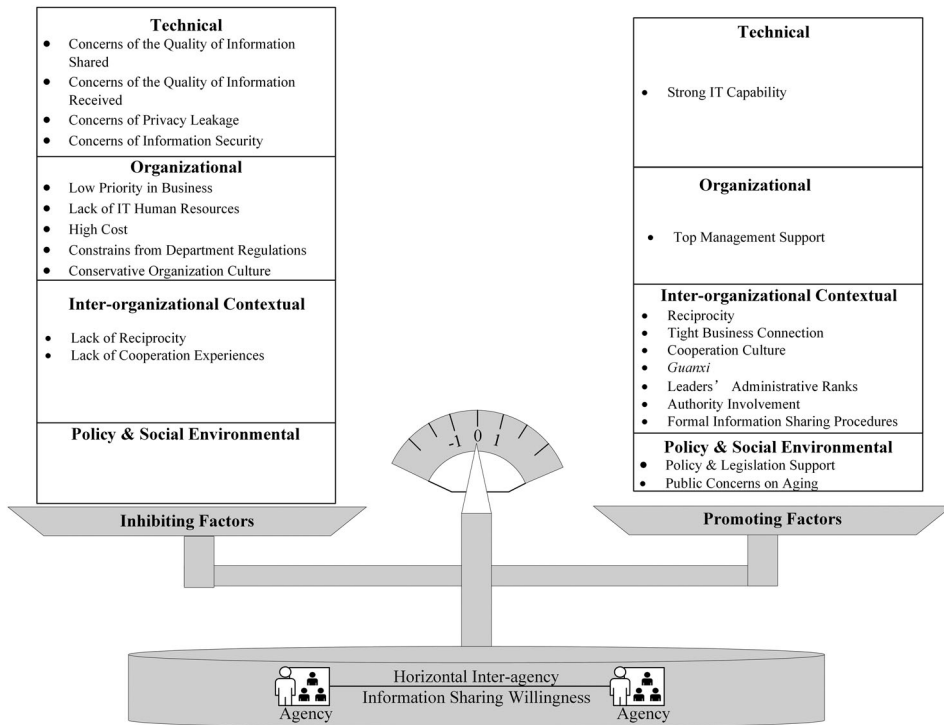 Technical
• Concerns of the Quality of Information
Shared
• Concerns of the Quality of Information
Received
• Concerns of Privacy Leakage
• Concerns of Information Security
Organizational
• Low Priority in Business
• Lack of IT Human Resources
• High Cost
• Constrains from Department Regulations
• Conservative Organization Culture
Inter-organizational Contextual
• Lack of Reciprocity
• Lack of Cooperation Experiences
Policy & Social Environmental
Inhibiting Factors
Technical
• Strong IT Capability
Organizational
• Top Management Support
Inter-organizational Contextual
• Reciprocity
• Tight Business Connection
• Cooperation Culture
• Guanxi
• Leaders’ Administrative Ranks
• Authority Involvement
• Formal Information Sharing Procedures
Policy & Social Environmental
• Policy & Legislation Support
• Public Concerns on Aging
Promoting Factors
-1 0 1
Horizontal Inter-agency
Information Sharing Willingness
Agency
Agency